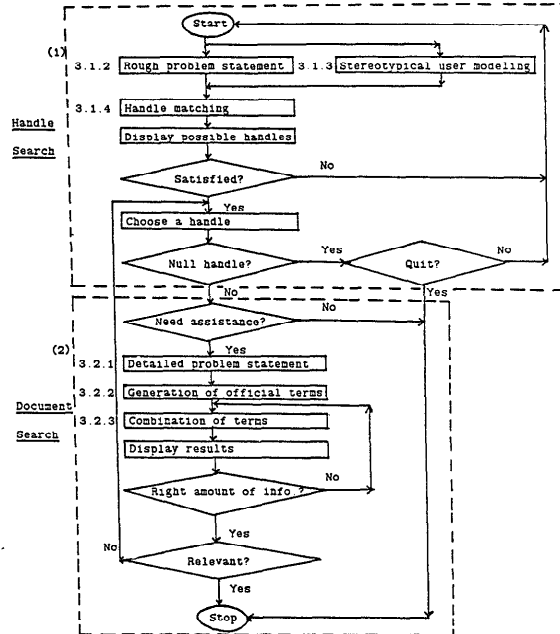 Start
(1)
3.1.2 Rough problem statement 3.1.3 Stereotypical user modeling
3.1.4 Handle matching
Handle
Display possible handles
Search
No
Satisfied?
Yes
Choose a handle
Yes
No
Null handle?
Quit?
No
Yes
No
Need assistance?
(2)
Yes
3.2.1 Detailed problem statement
3.2.2 Generation of official terms
Document
3.2.3 Combination of terms
Search
Display results
No
Right amount of info.?
Yes
No
Relevant?
Yes
Stop